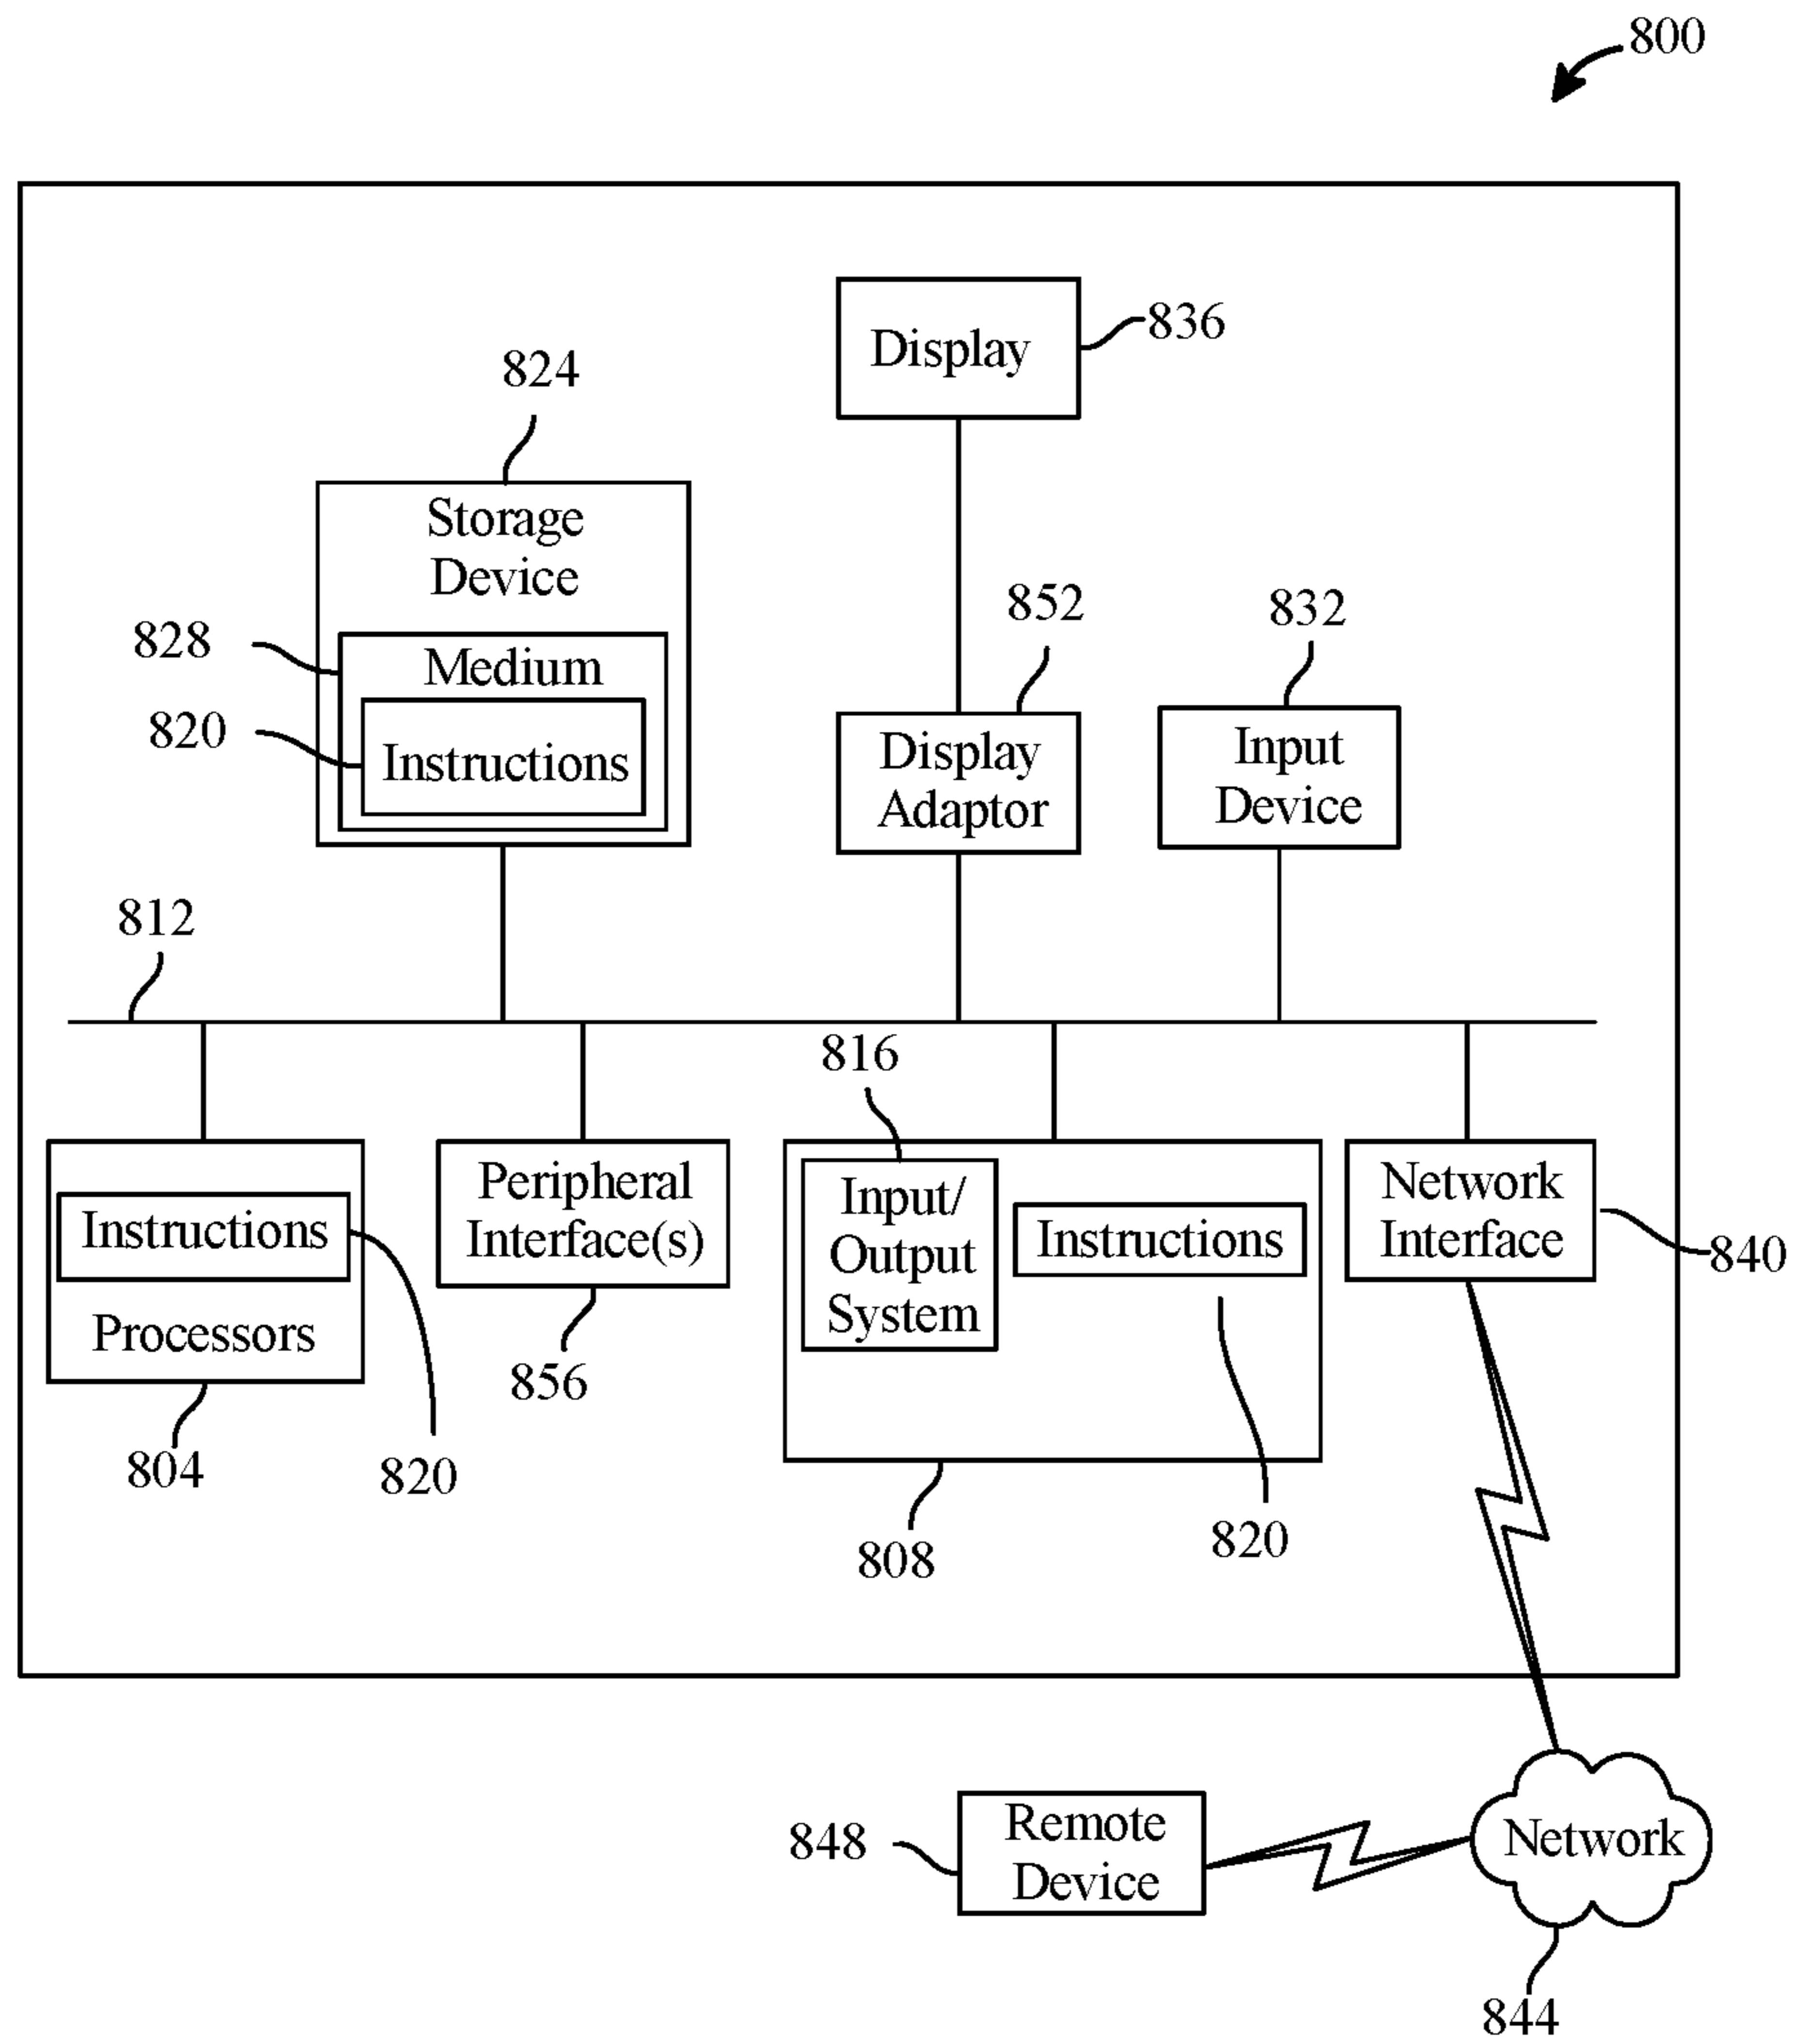 800
Display
836
824
Storage
Device
828
Medium
820
Instructions
852
Display
Adaptor
832
Input
Device
812
816
Instructions
Processors
804
820
Peripheral
Interface(s)
856
Input/
Output
System
Instructions
808
820
Network
Interface
840
848
Remote
Device
Network
844